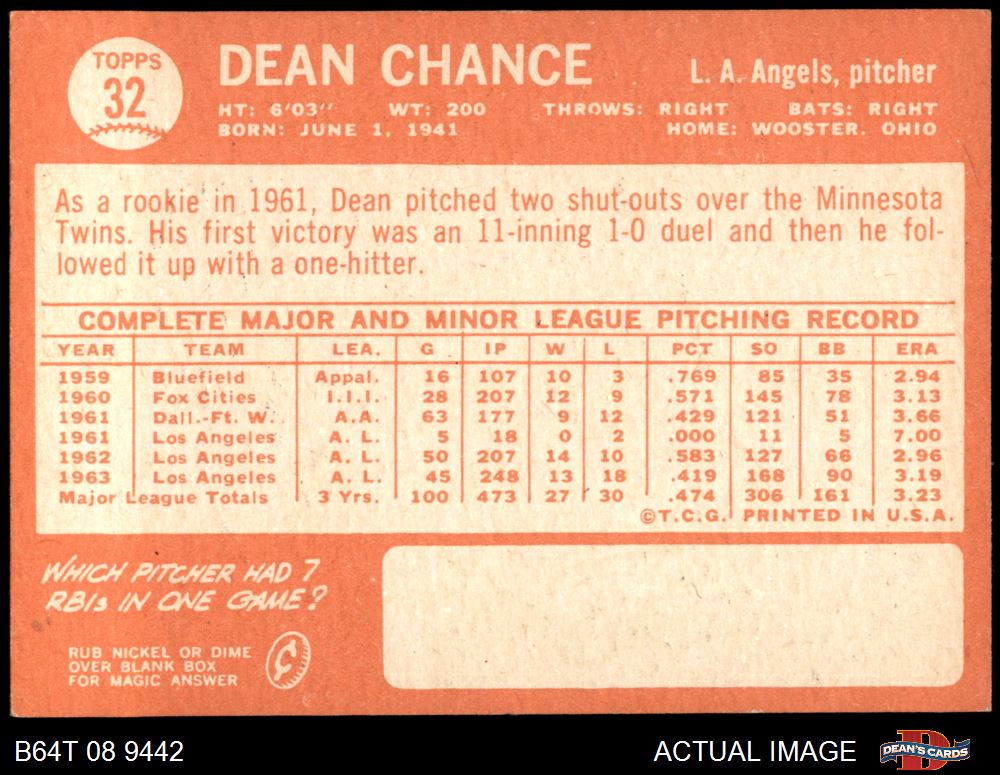 TOPPS
32
DEAN CHANCE
L. A. Angels, pitcher
HT: 6'03" WT: 200 THROWS: RIGHT BATS: RIGHT
BORN: JUNE 1, 1941 HOME: WOOSTER, OHIO
As a rookie in 1961, Dean pitched two shut-outs over the Minnesota
Twins. His first victory was an 11-inning 1-0 duel and then he fol-
lowed it up with a one-hitter.
COMPLETE MAJOR AND MINOR LEAGUE PITCHING RECORD
YEAR TEAM LEA. G IP W L PCT SO BB ERA
1959 Bluefield Appal. 16 107 10 3 .769 85 35 2.94
1960 Fox Cities I.I.I. 28 207 12 9 .571 145 78 3.13
1961 Dall.-Ft. W. A.A. 63 177 9 12 .429 121 51 3.66
1961 Los Angeles A. L. 5 18 0 2 .000 11 5 7.00
1962 Los Angeles A. L. 50 207 14 10 .583 127 66 2.96
1963 Los Angeles A. L. 45 248 13 18 .419 168 90 3.19
Major League Totals 3 Yrs. 100 473 27 30 .474 306 161 3.23
©T.C.G. PRINTED IN U.S.A.
WHICH PITCHER HAD 7
RBIs IN ONE GAME?
RUB NICKEL OR DIME
OVER BLANK BOX
FOR MAGIC ANSWER
¢
B64T 08 9442 ACTUAL IMAGE
D
DEAN'S CARDS